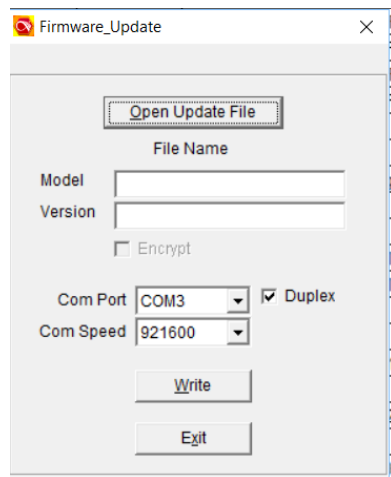 Firmware_Update
Open Update File
File Name
Model
Version
Encrypt
Com Port COM3 Duplex
Com Speed 921600
Write
Exit